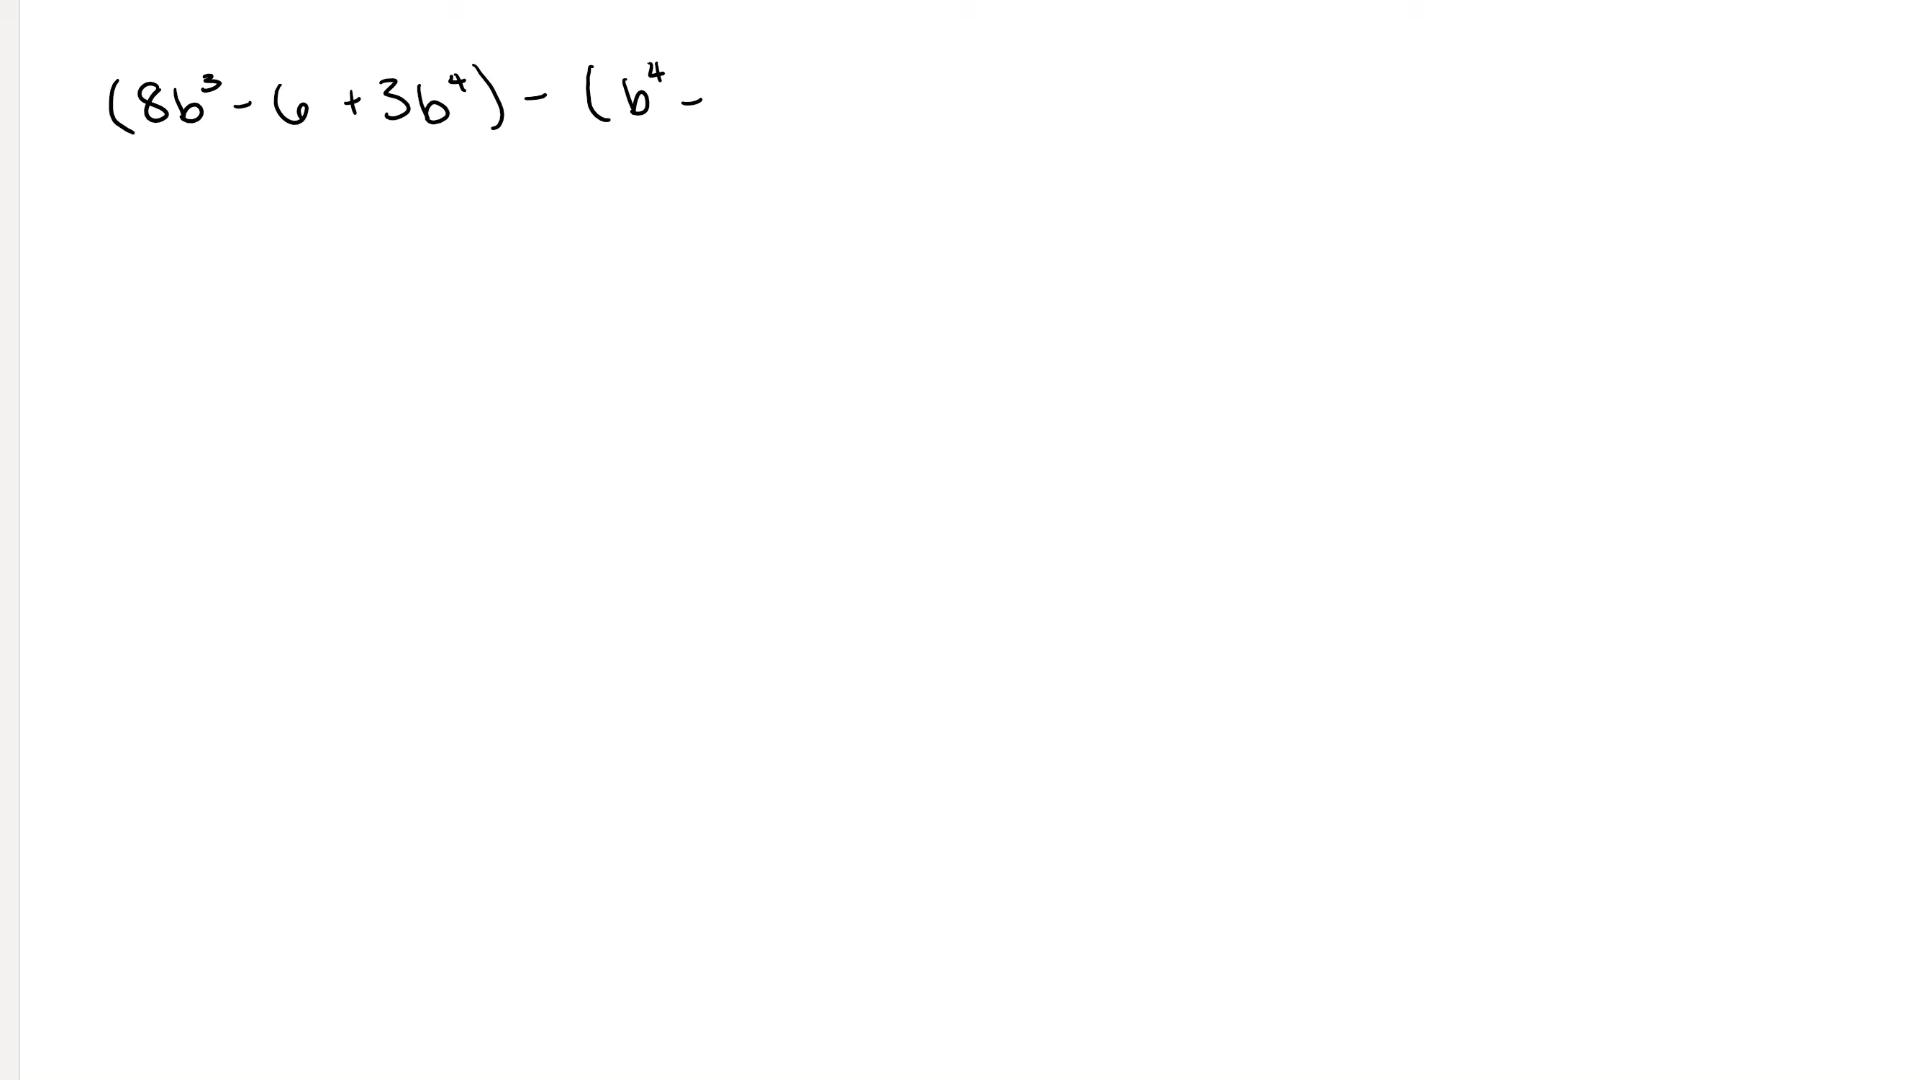 (8b³ - 6 + 3b⁴) - (b⁴ -